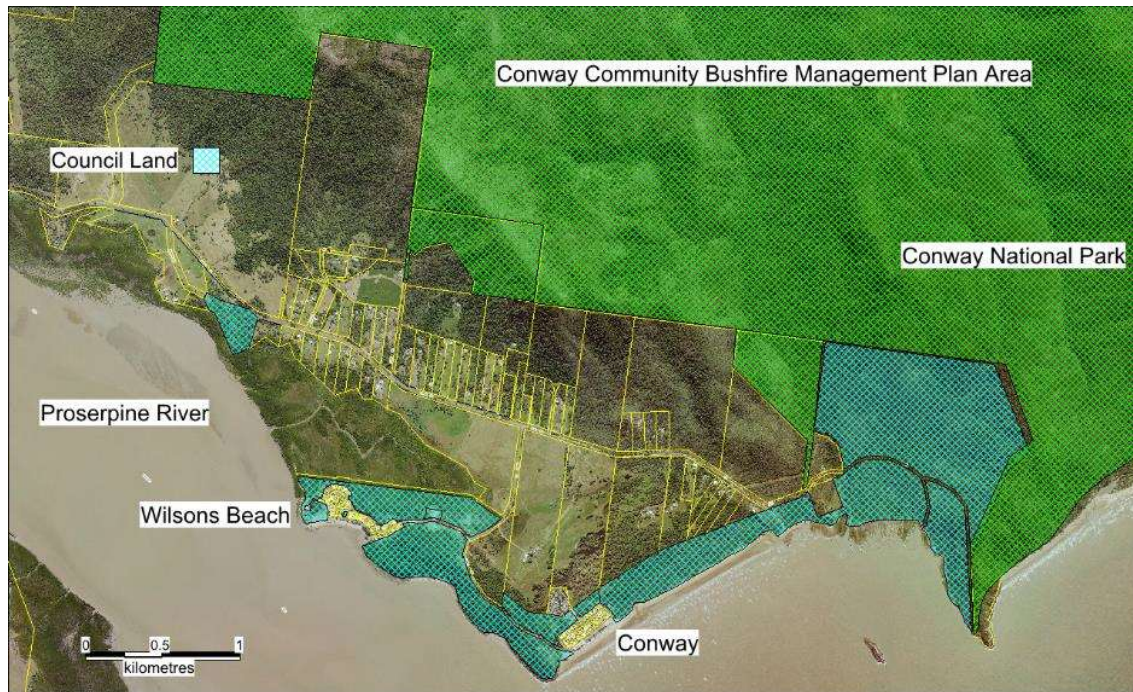 Conway Community Bushfire Management Plan Area
Council Land
Conway National Park
Proserpine River
Wilsons Beach
Conway
0 0.5 1
kilometres